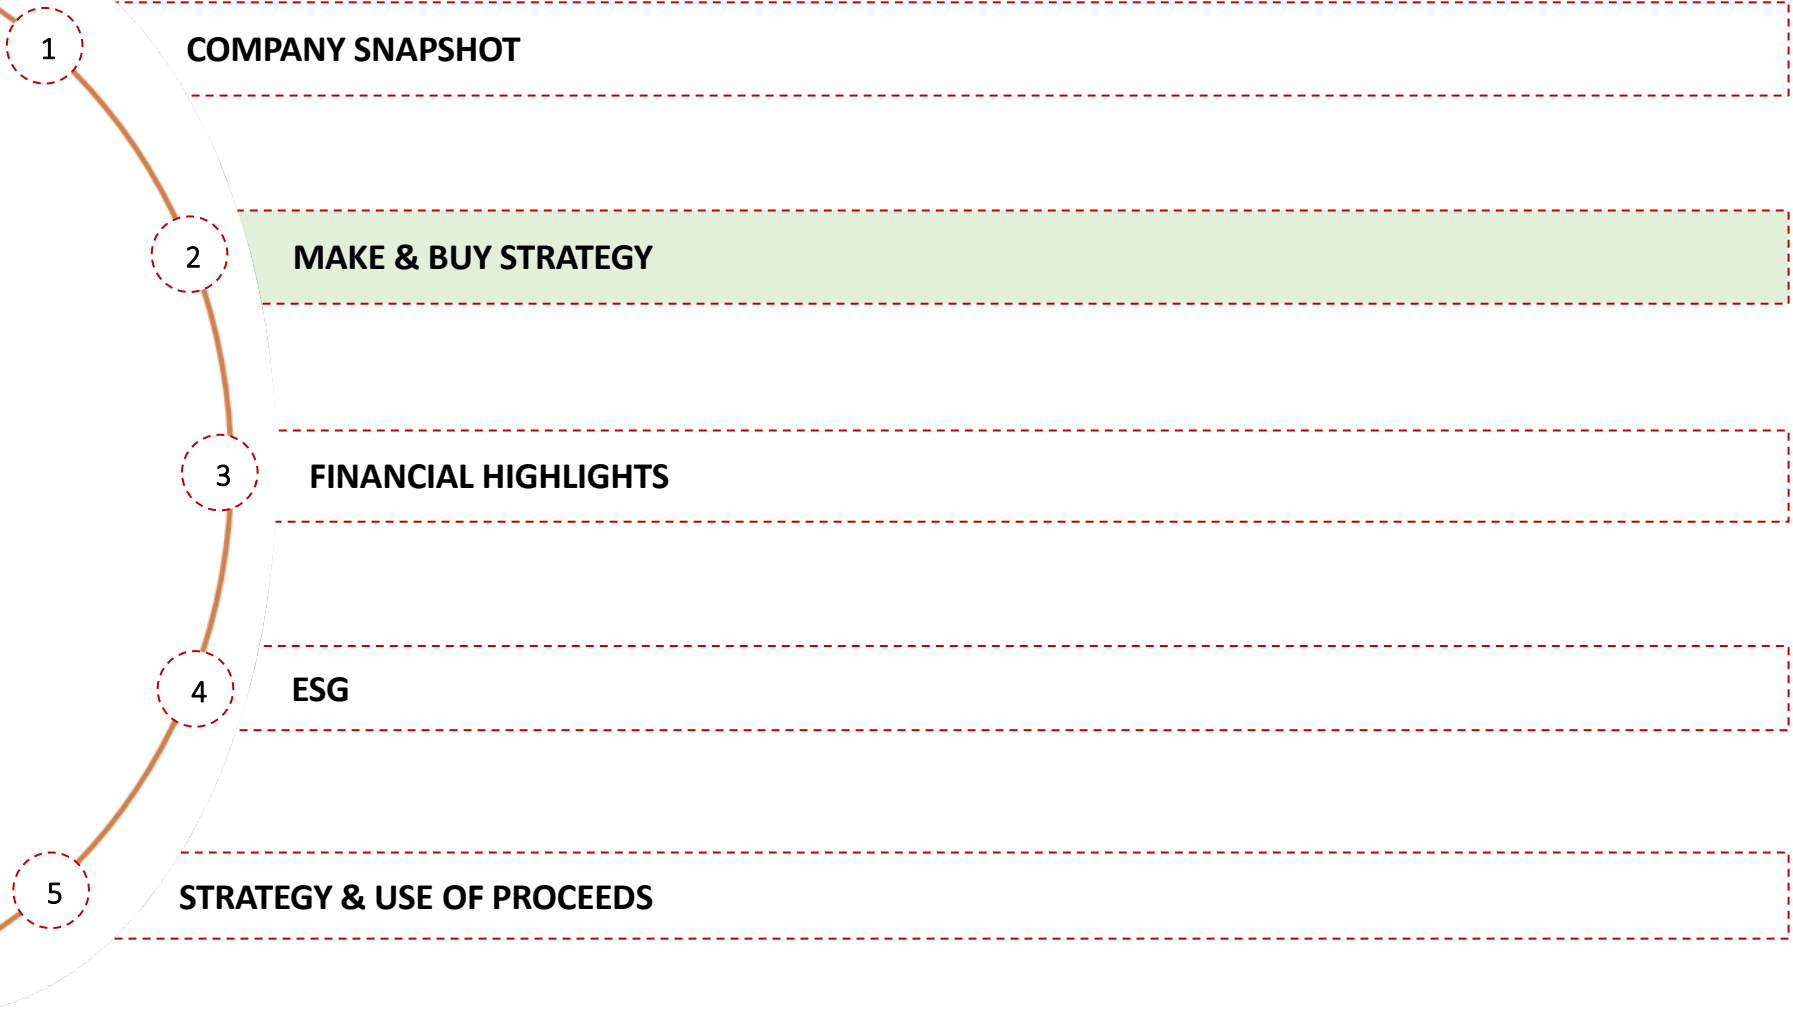 1
COMPANY SNAPSHOT
2
MAKE & BUY STRATEGY
3
FINANCIAL HIGHLIGHTS
4
ESG
5
STRATEGY & USE OF PROCEEDS